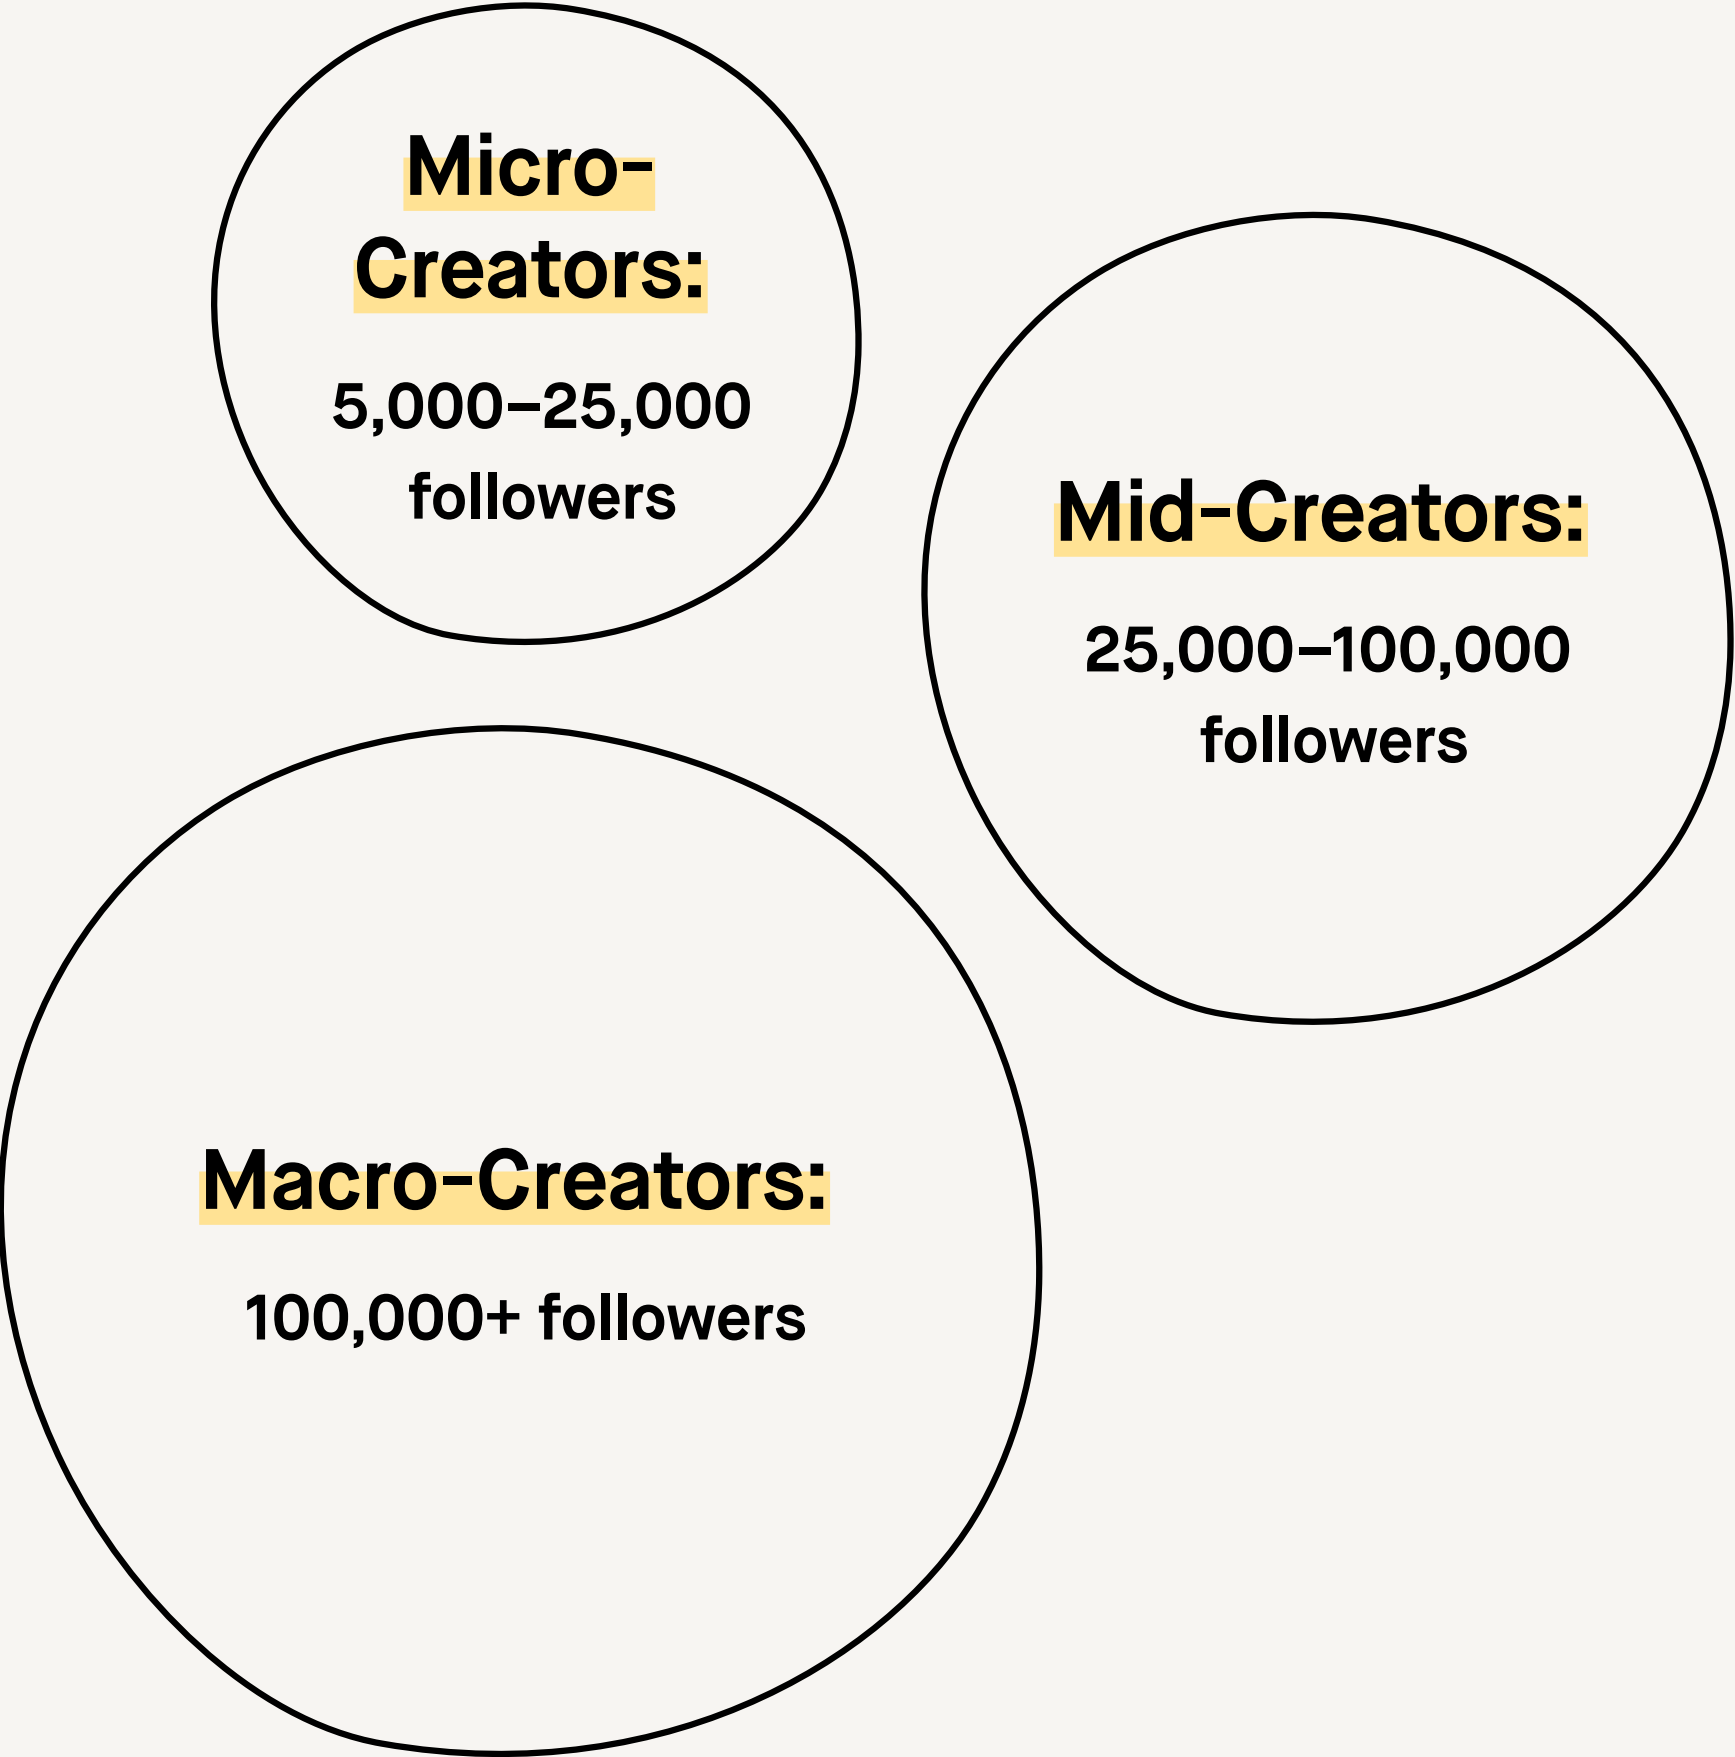 Micro-
Creators:
5,000–25,000
followers
Mid-Creators:
25,000–100,000
followers
Macro-Creators:
100,000+ followers